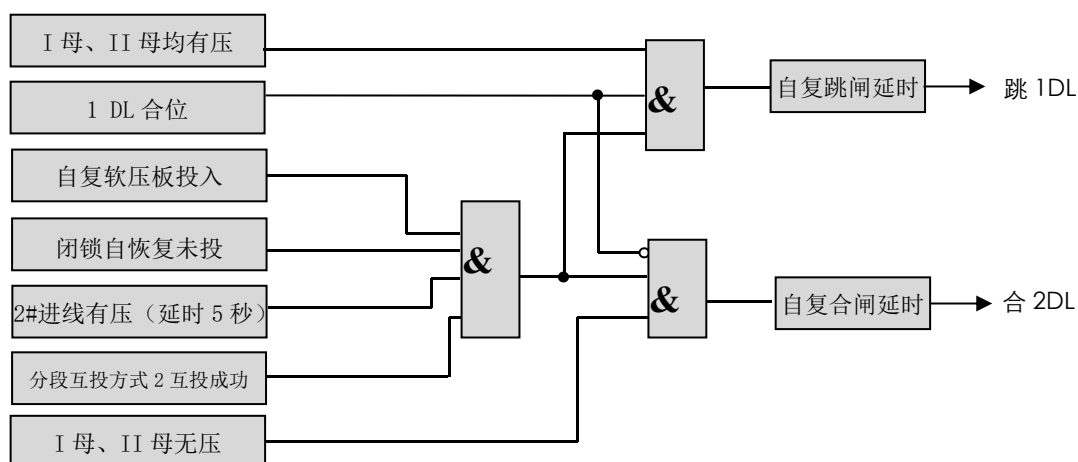 I 母、II 母均有压
1 DL 合位
自复软压板投入
闭锁自恢复未投
2#进线有压（延时 5 秒）
分段互投方式 2 互投成功
I 母、II 母无压
&
&
&
自复跳闸延时
跳 1DL
自复合闸延时
合 2DL